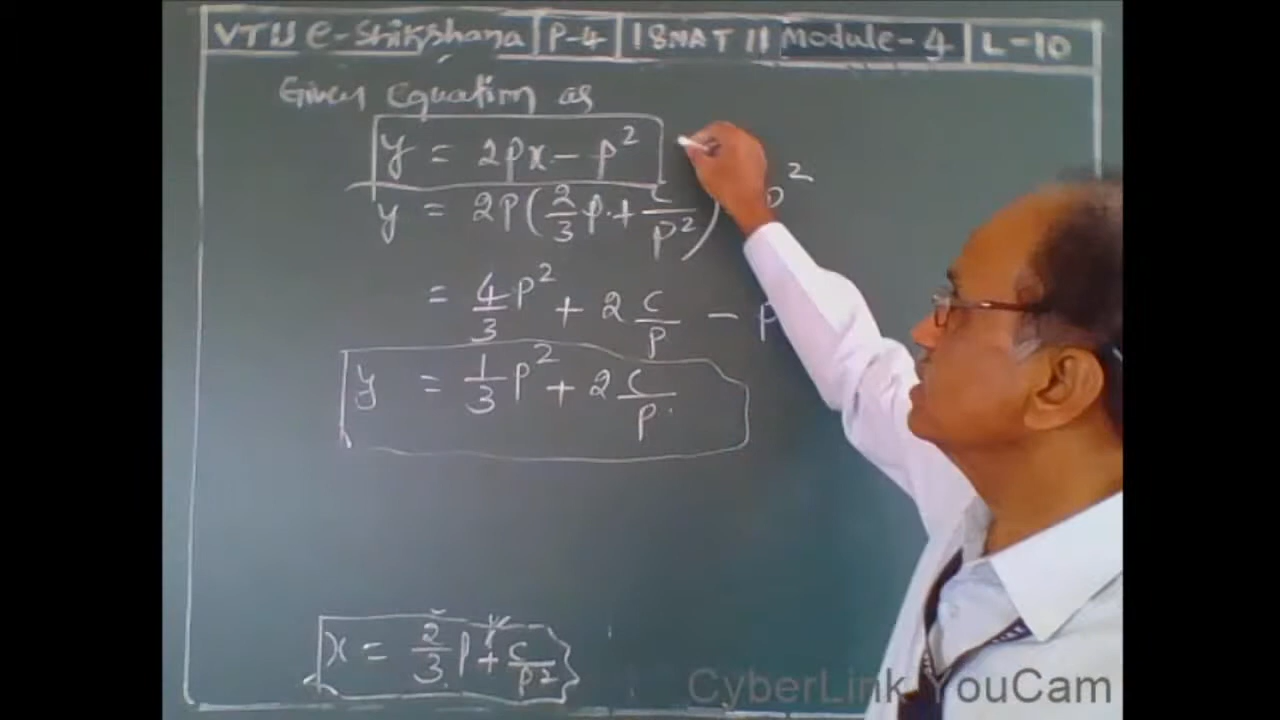 VTU e-Shikshana P-4 18MAT11 Module-4 L-10
Given Equation as
y = 2px - p²
y = 2P(2/3 p + c/p²) - p²
= 4/3 p² + 2 c/p - p
y = 1/3 p² + 2 c/p.
x = 2/3 p + c/p²
CyberLink YouCam